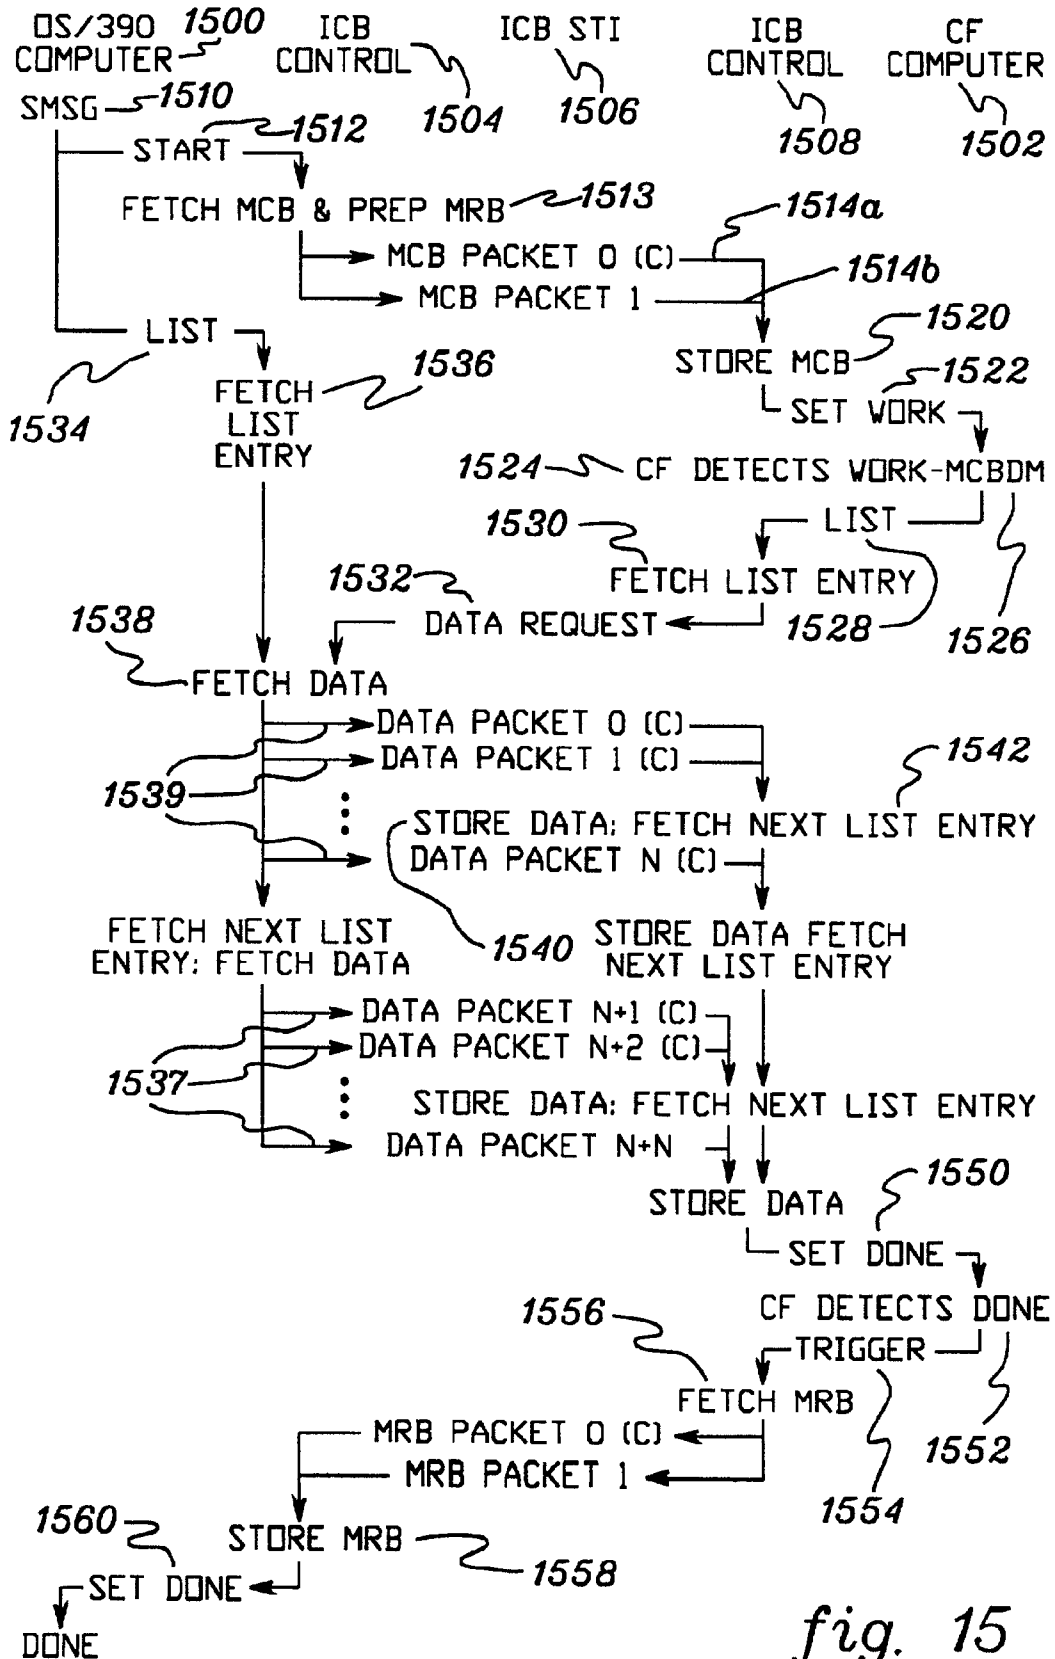 OS/390 COMPUTER 1500
ICB CONTROL 1504
ICB STI 1506
ICB CONTROL 1508
CF COMPUTER 1502
SMSG 1510
START 1512
FETCH MCB & PREP MRB 1513
MCB PACKET 0 (C) 1514a
MCB PACKET 1 1514b
LIST 1534
STORE MCB 1520
FETCH LIST ENTRY 1536
SET WORK 1522
1524 CF DETECTS WORK-MCBDM 1526
LIST 1528
1530 FETCH LIST ENTRY
1532 DATA REQUEST
1538 FETCH DATA
DATA PACKET 0 (C)
DATA PACKET 1 (C)
1539
1542
STORE DATA: FETCH NEXT LIST ENTRY
DATA PACKET N (C)
1540
FETCH NEXT LIST
ENTRY: FETCH DATA
STORE DATA FETCH
NEXT LIST ENTRY
DATA PACKET N+1 (C)
DATA PACKET N+2 (C)
1537
STORE DATA: FETCH NEXT LIST ENTRY
DATA PACKET N+N
STORE DATA
1550
SET DONE
CF DETECTS DONE 1552
TRIGGER 1554
1556 FETCH MRB
MRB PACKET 0 (C)
MRB PACKET 1
STORE MRB 1558
1560 SET DONE
DONE
fig. 15